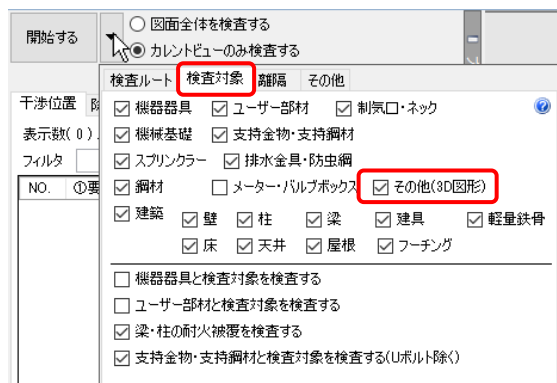 開始する
○ 図面全体を検査する
◉ カレントビューのみ検査する
検査ルート 検査対象 離隔 その他
干渉位置
表示数( 0 )
フィルタ
NO. ①要
☑ 機器器具 ☑ ユーザー部材 ☑ 制気口・ネック
☑ 機械基礎 ☑ 支持金物・支持鋼材
☑ スプリンクラー ☑ 排水金具・防虫網
☑ 鋼材 ☐ メーター・バルブボックス ☑ その他(3D図形)
☑ 建築 ☑ 壁 ☑ 柱 ☑ 梁 ☑ 建具 ☑ 軽量鉄骨
☑ 床 ☑ 天井 ☑ 屋根 ☑ フーチング
☐ 機器器具と検査対象を検査する
☐ ユーザー部材と検査対象を検査する
☑ 梁・柱の耐火被覆を検査する
☑ 支持金物・支持鋼材と検査対象を検査する(Uボルト除く)